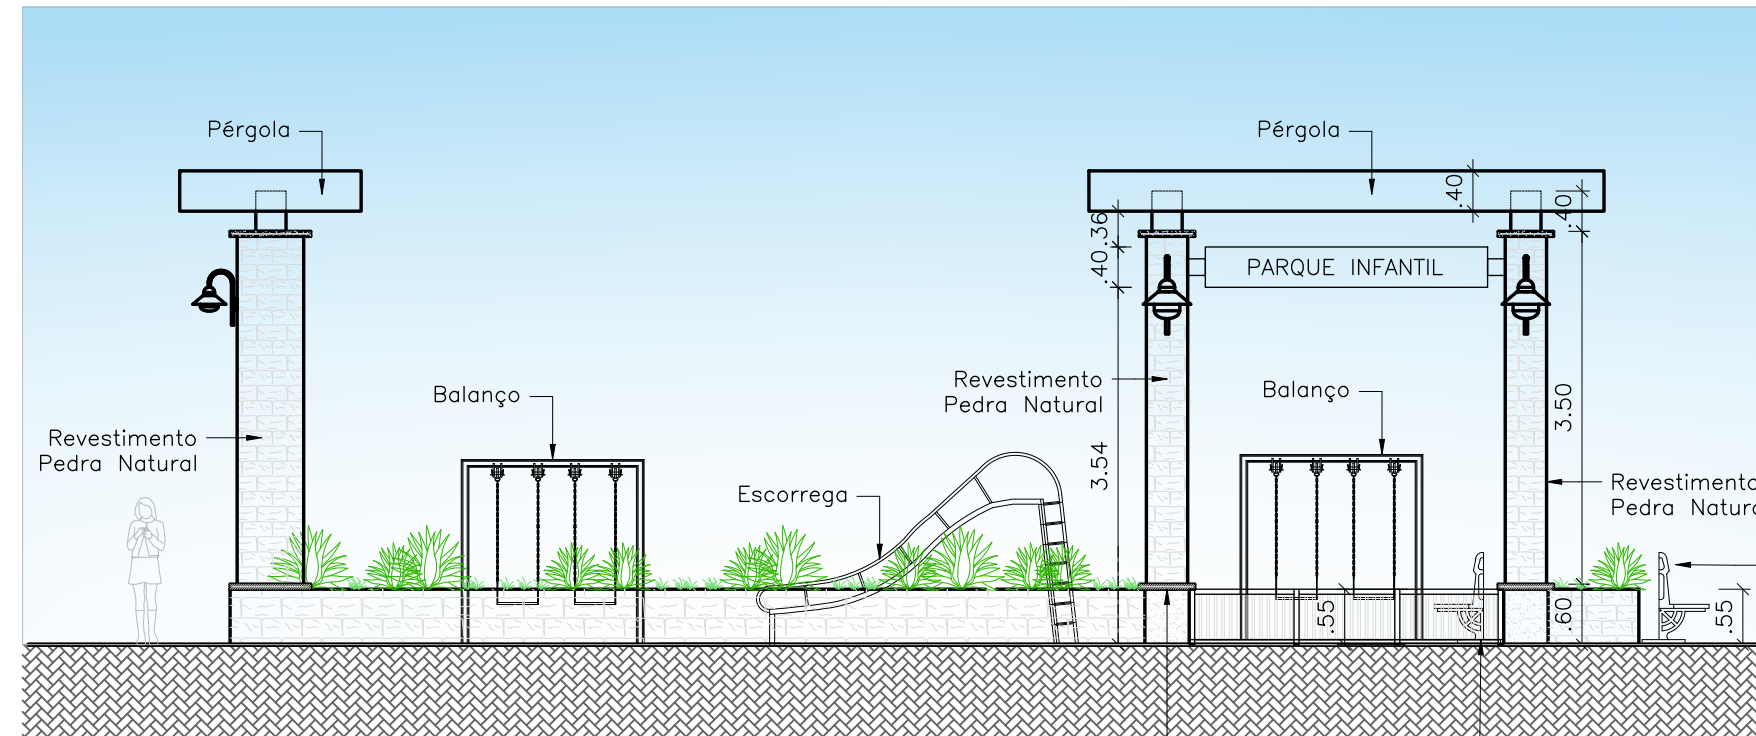 Pérgola
Pérgola
.40
.40
.36
.40
PARQUE INFANTIL
Revestimento
Pedra Natural
Balanço
Balanço
3.50
Revestimento
Pedra Natural
3.54
Escorrega
Revestimento
Pedra Natura
.55
.60
.55